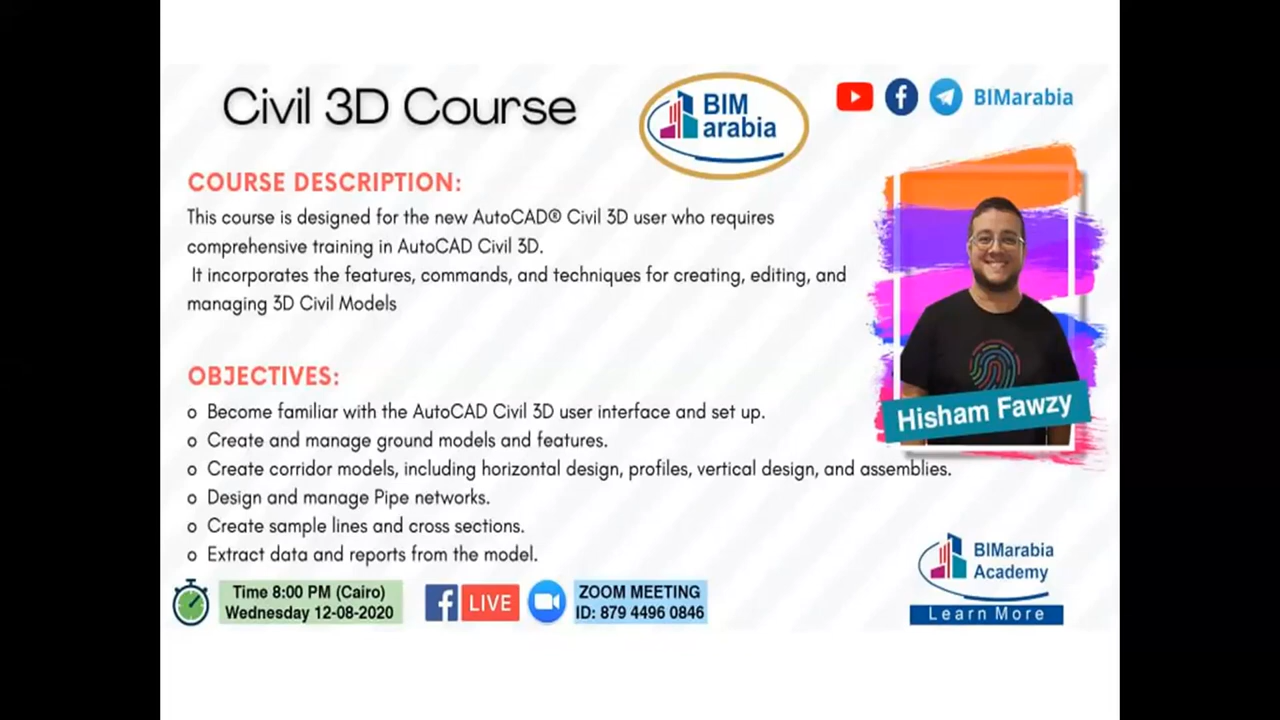 Civil 3D Course
BIM
arabia
BIMarabia
COURSE DESCRIPTION:
This course is designed for the new AutoCAD® Civil 3D user who requires
comprehensive training in AutoCAD Civil 3D.
It incorporates the features, commands, and techniques for creating, editing, and
managing 3D Civil Models
Hisham Fawzy
OBJECTIVES:
o Become familiar with the AutoCAD Civil 3D user interface and set up.
o Create and manage ground models and features.
o Create corridor models, including horizontal design, profiles, vertical design, and assemblies.
o Design and manage Pipe networks.
o Create sample lines and cross sections.
o Extract data and reports from the model.
Time 8:00 PM (Cairo)
Wednesday 12-08-2020
LIVE
ZOOM MEETING
ID: 879 4496 0846
BIMarabia
Academy
Learn More